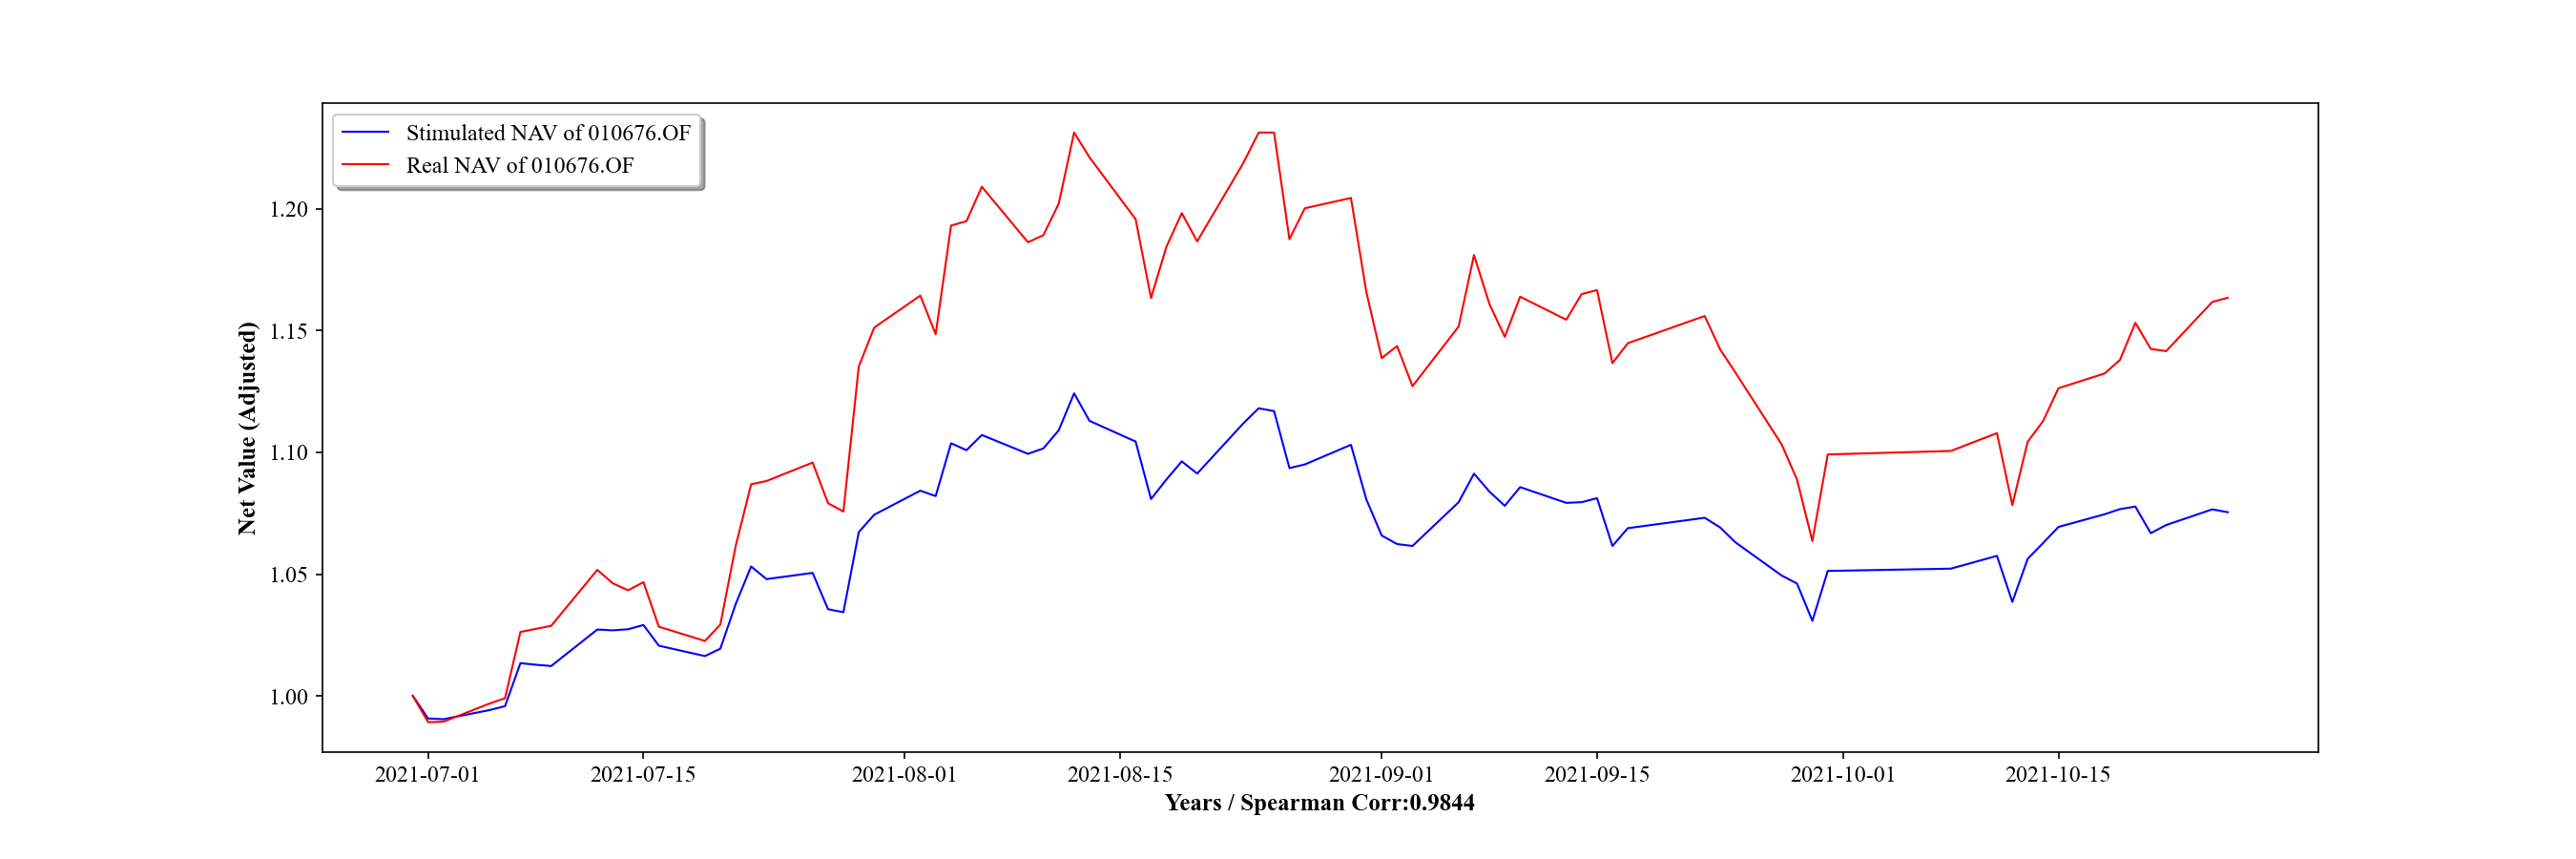 Stimulated NAV of 010676.OF
Real NAV of 010676.OF
Net Value (Adjusted)
1.20
1.15
1.10
1.05
1.00
2021-07-01 2021-07-15 2021-08-01 2021-08-15 2021-09-01 2021-09-15 2021-10-01 2021-10-15
Years / Spearman Corr:0.9844